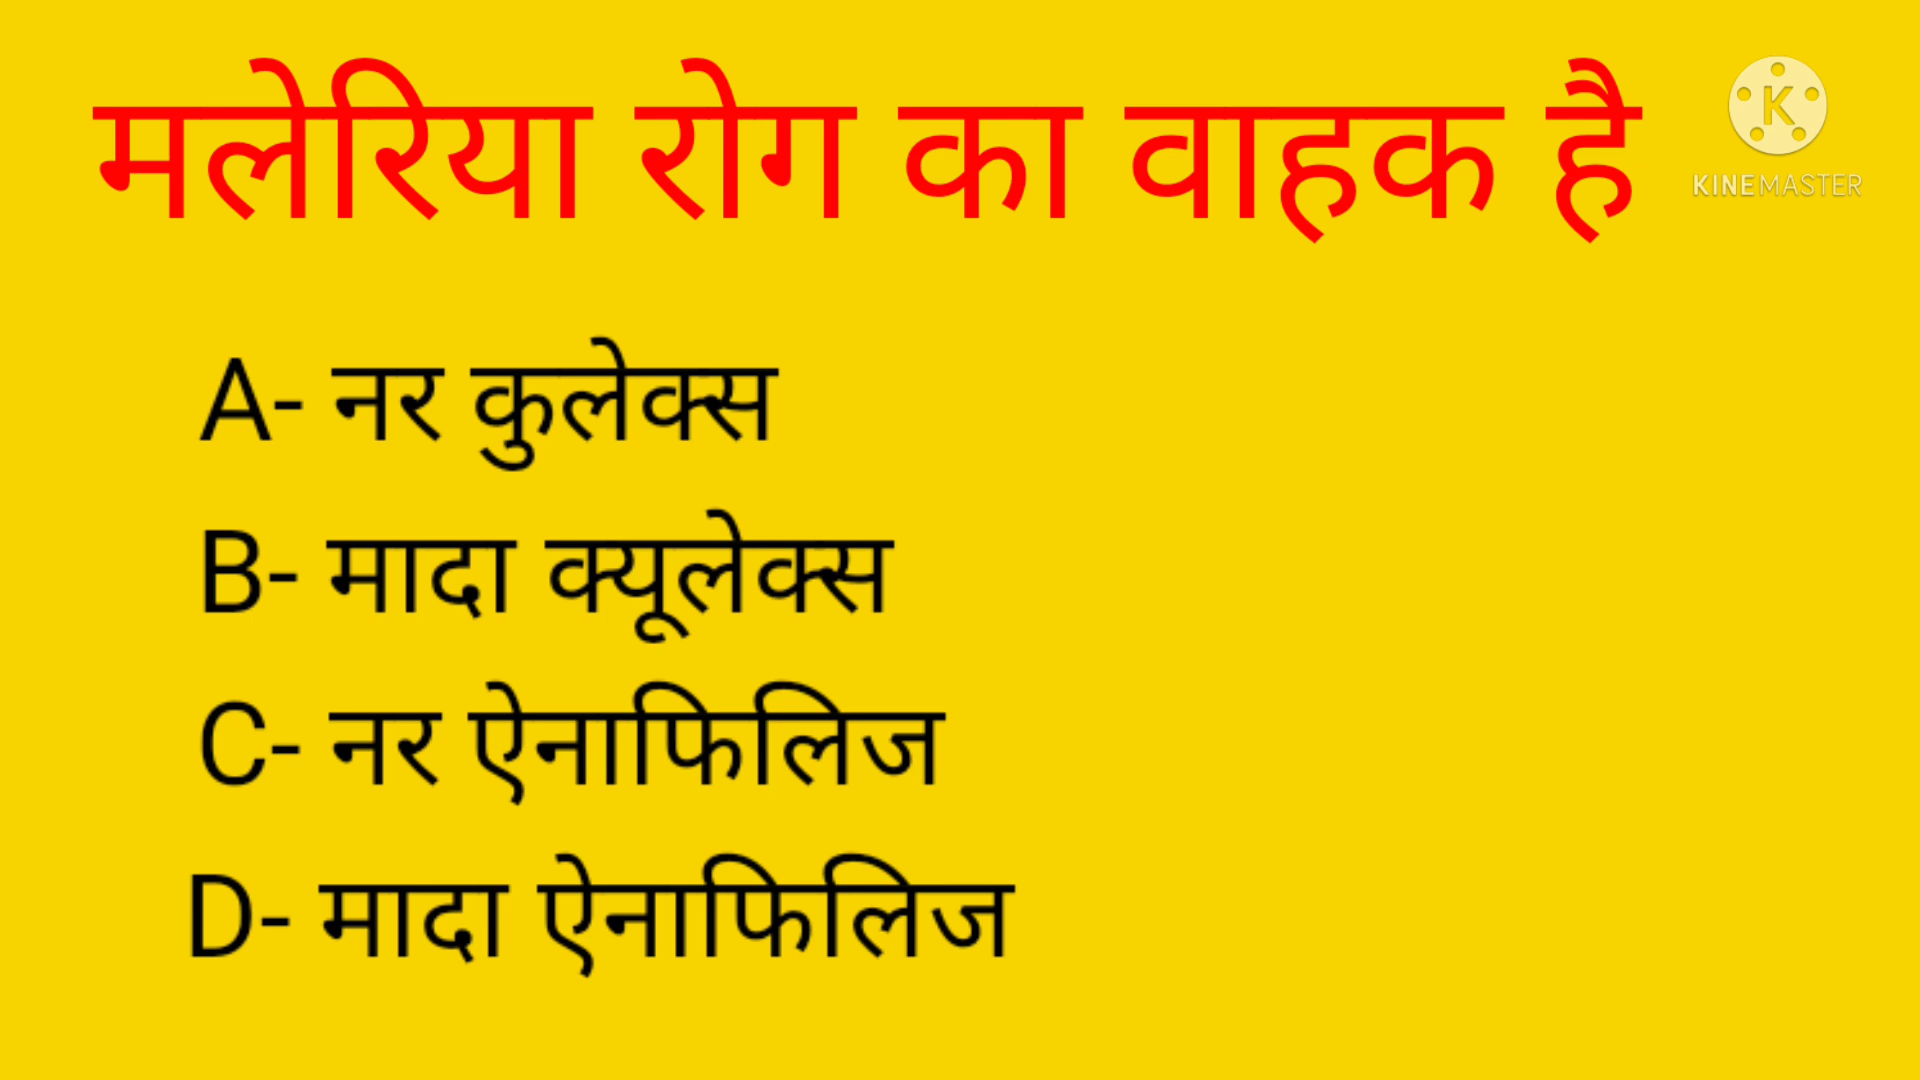 मलेरिया रोग का वाहक है
K
KINEMASTER
A- नर कुलेक्स
B- मादा क्यूलेक्स
C- नर ऐनाफिलिज
D- मादा ऐनाफिलिज